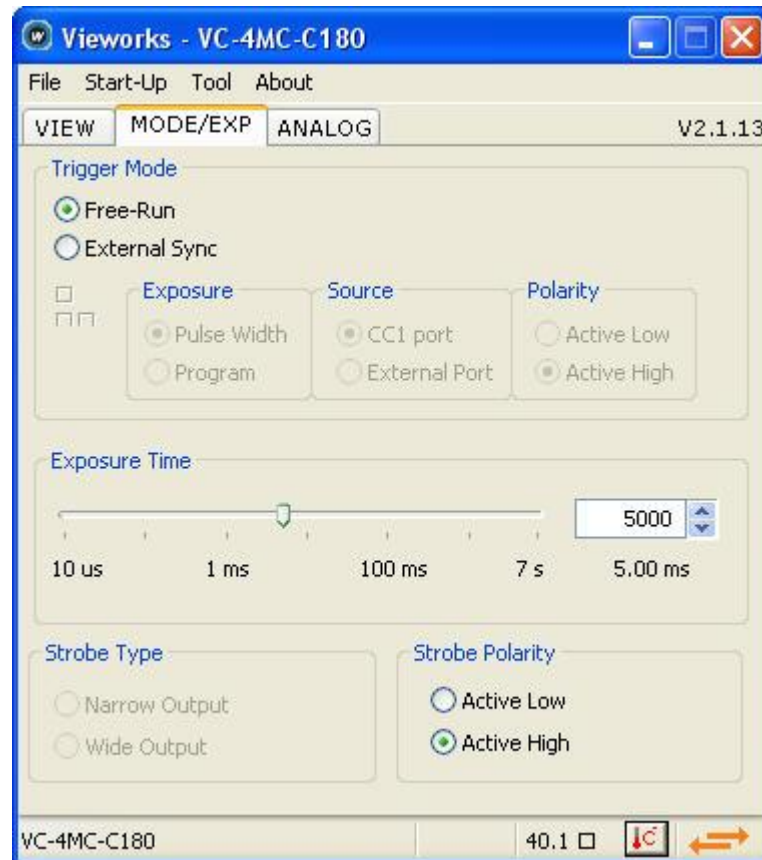 Vieworks - VC-4MC-C180
File Start-Up Tool About
VIEW MODE/EXP ANALOG V2.1.13
Trigger Mode
Free-Run
External Sync
Exposure Source Polarity
Pulse Width CC1 port Active Low
Program External Port Active High
Exposure Time
5000
10 us 1 ms 100 ms 7 s 5.00 ms
Strobe Type Strobe Polarity
Narrow Output Active Low
Wide Output Active High
VC-4MC-C180 40.1 □ C